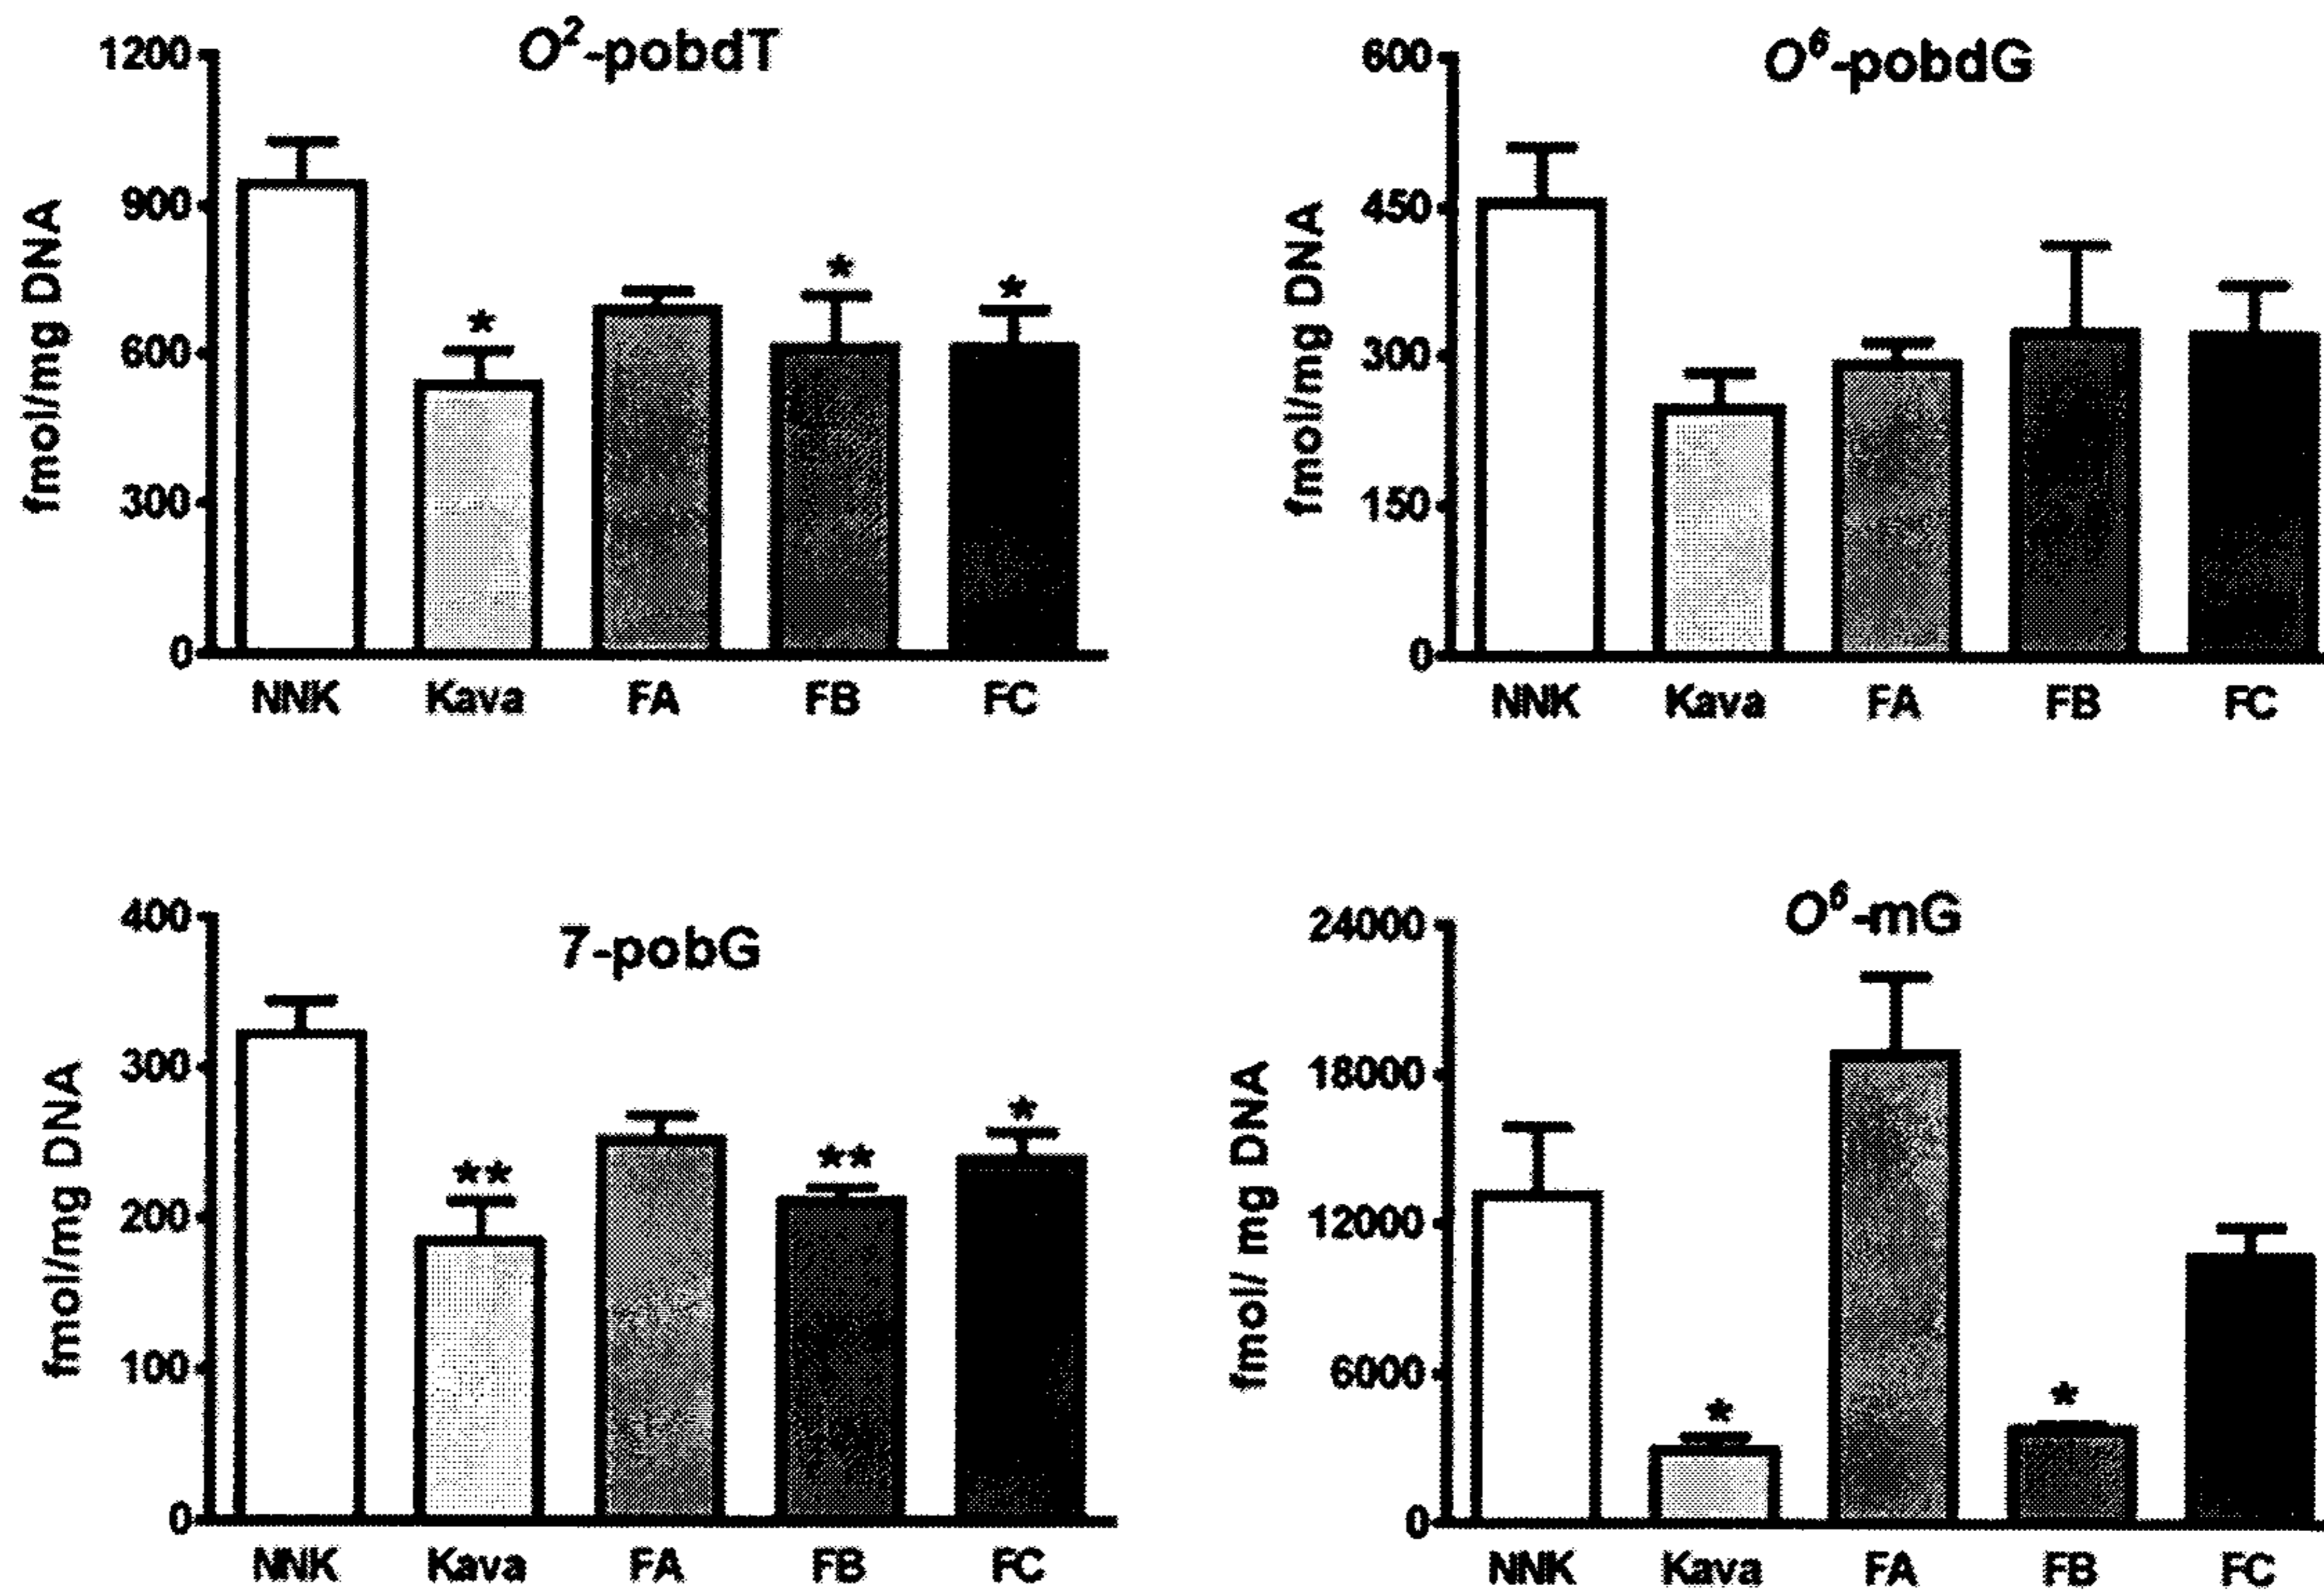 O²-pobdT
1200
900
600
300
0
fmol/mg DNA
*
*
*
NNK Kava FA FB FC
O⁶-pobdG
600
450
300
150
0
fmol/mg DNA
NNK Kava FA FB FC
7-pobG
400
300
200
100
0
fmol/mg DNA
**
**
*
NNK Kava FA FB FC
O⁶-mG
24000
18000
12000
6000
0
fmol/ mg DNA
*
*
NNK Kava FA FB FC